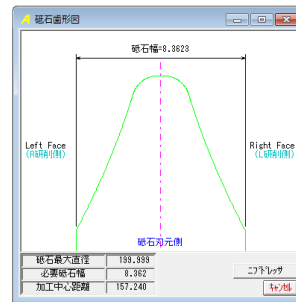 砥石歯形図
砥石幅=8.3623
Left Face
(R研削側)
Right Face
(L研削側)
砥石刃元側
砥石最大直径 199.999
必要砥石幅 8.362
加工中心距離 157.240
ニアドレッサ
キャンセル